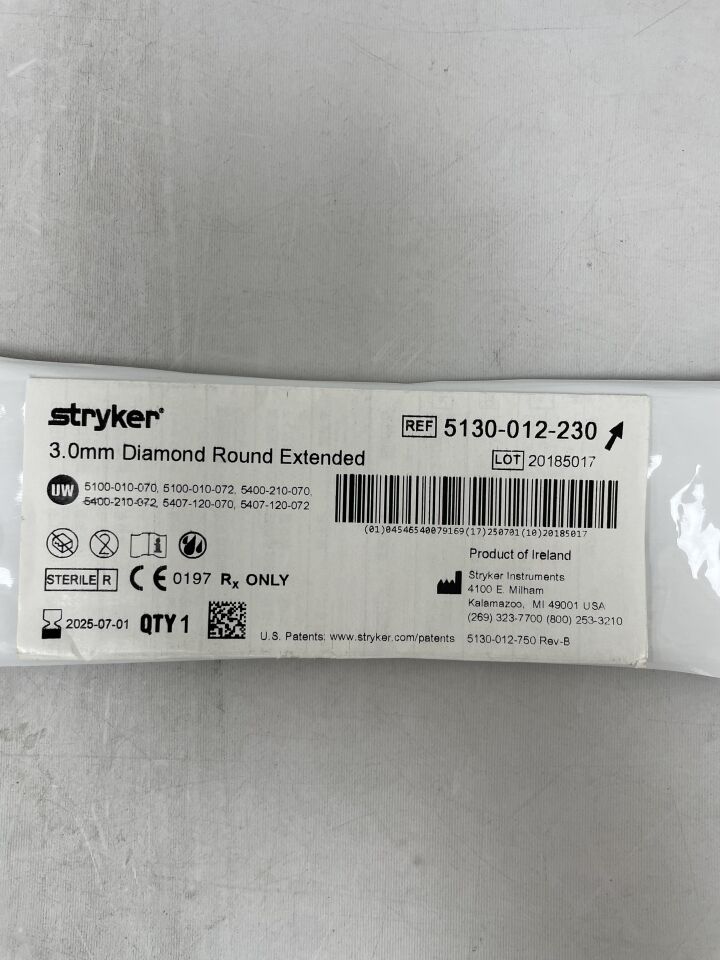 stryker®
REF 5130-012-230
3.0mm Diamond Round Extended
LOT 20185017
UW 5100-010-070, 5100-010-072, 5400-210-070,
5400-210-072, 5407-120-070, 5407-120-072
(01)04546540079169(17)250701(10)20185017
Product of Ireland
STERILE R CE 0197 Rx ONLY
Stryker Instruments
4100 E. Milham
Kalamazoo, MI 49001 USA
(269) 323-7700 (800) 253-3210
2025-07-01 QTY 1
U.S. Patents: www.stryker.com/patents 5130-012-750 Rev-B